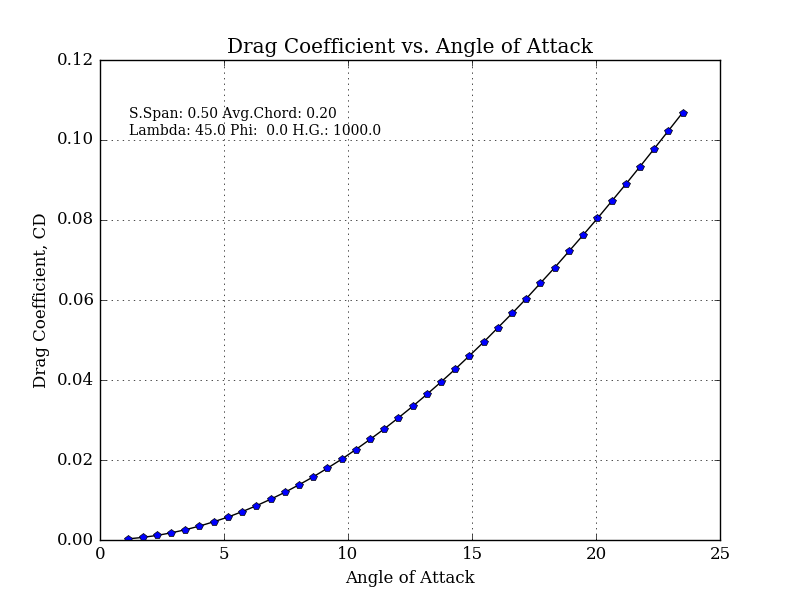 Drag Coefficient vs. Angle of Attack
0.12
S.Span: 0.50 Avg.Chord: 0.20
Lambda: 45.0 Phi:  0.0 H.G.: 1000.0
0.10
0.08
0.06
0.04
0.02
0.00
Drag Coefficient, CD
0 5 10 15 20 25
Angle of Attack